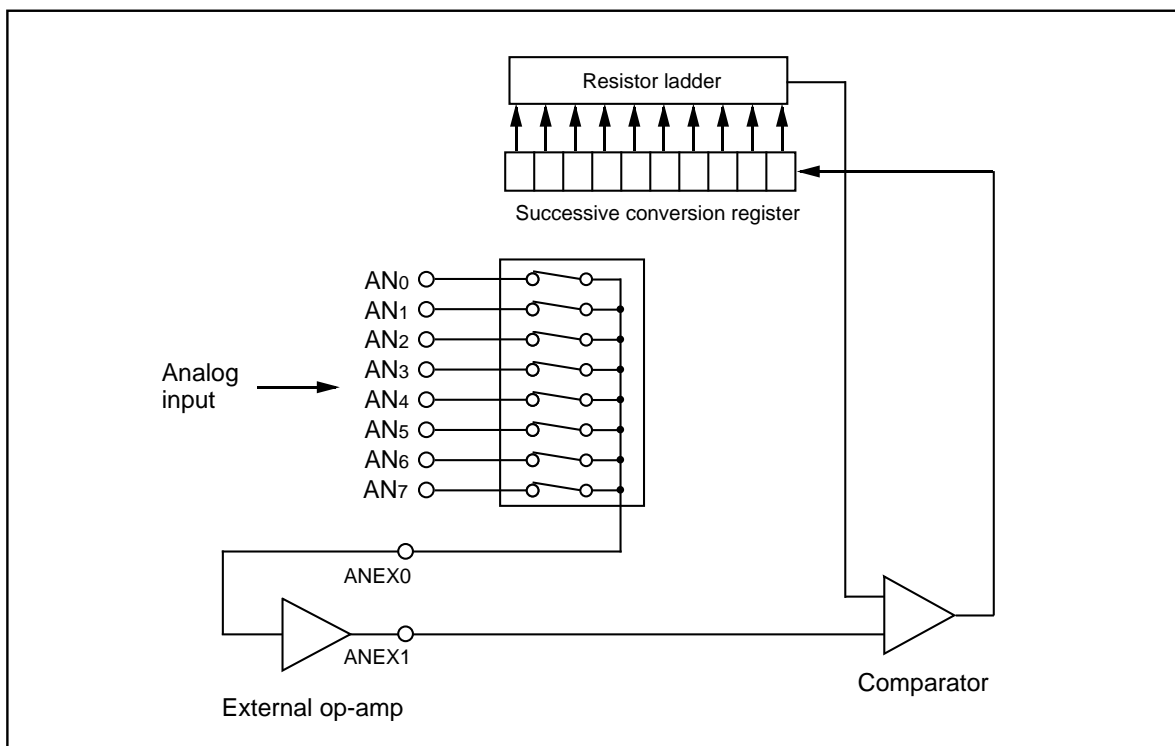 Resistor ladder
Successive conversion register
AN0
AN1
AN2
AN3
AN4
AN5
AN6
AN7
Analog
input
ANEX0
ANEX1
External op-amp
Comparator